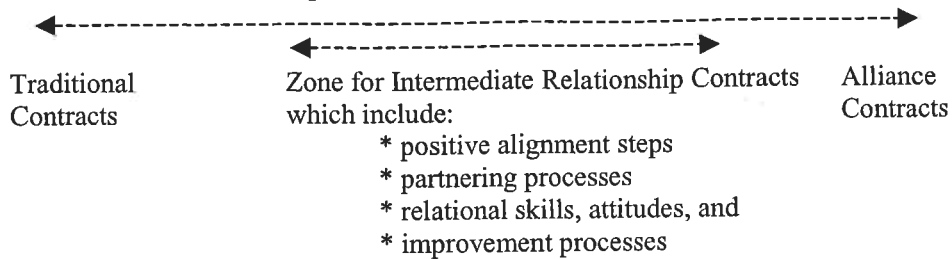 Traditional Contracts
Zone for Intermediate Relationship Contracts
which include:
* positive alignment steps
* partnering processes
* relational skills, attitudes, and
* improvement processes
Alliance Contracts